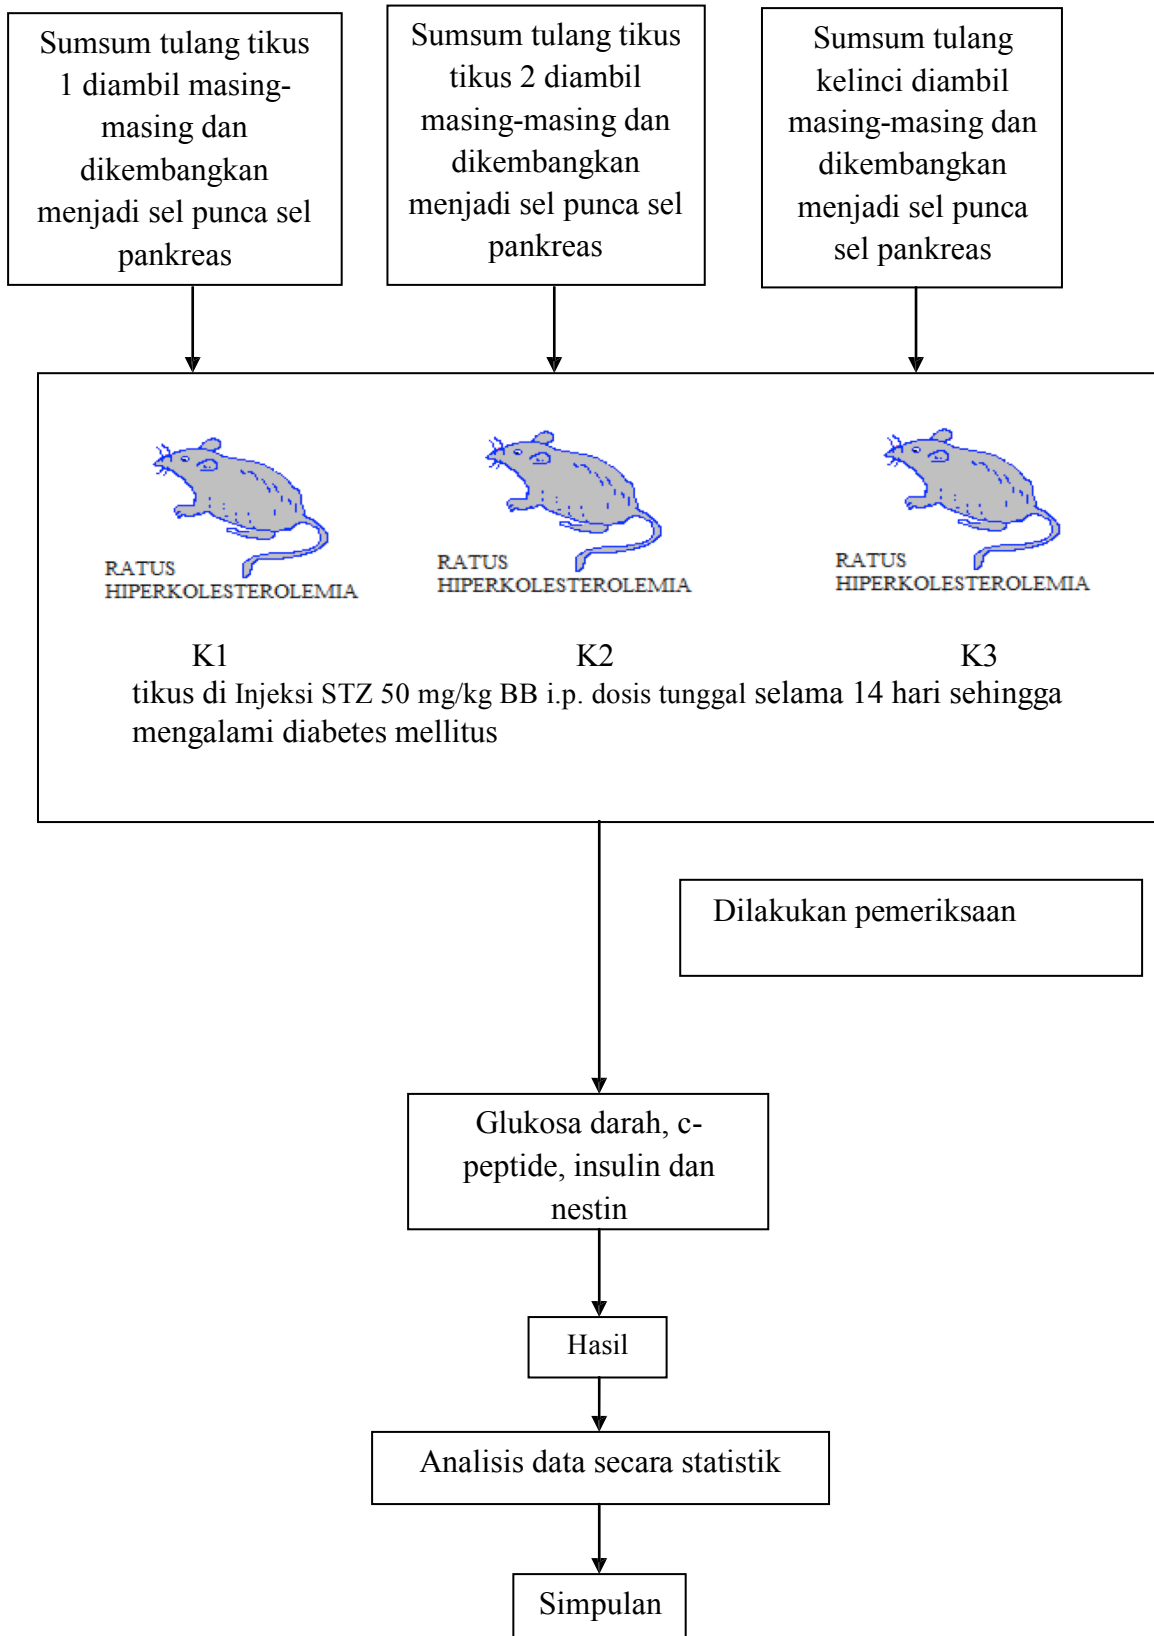 Sumsum tulang tikus
1 diambil masing-
masing dan
dikembangkan
menjadi sel punca sel
pankreas
Sumsum tulang tikus
tikus 2 diambil
masing-masing dan
dikembangkan
menjadi sel punca sel
pankreas
Sumsum tulang
kelinci diambil
masing-masing dan
dikembangkan
menjadi sel punca
sel pankreas
RATUS
HIPERKOLESTEROLEMIA
RATUS
HIPERKOLESTEROLEMIA
RATUS
HIPERKOLESTEROLEMIA
K1 K2 K3
tikus di Injeksi STZ 50 mg/kg BB i.p. dosis tunggal selama 14 hari sehingga
mengalami diabetes mellitus
Dilakukan pemeriksaan
Glukosa darah, c-
peptide, insulin dan
nestin
Hasil
Analisis data secara statistik
Simpulan